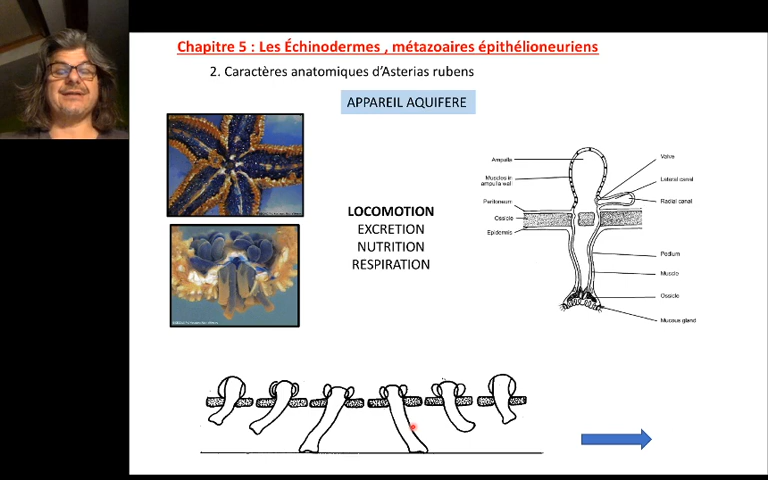 Chapitre 5 : Les Échinodermes , métazoaires épithélioneuriens
2. Caractères anatomiques d'Asterias rubens
APPAREIL AQUIFERE
LOCOMOTION
EXCRETION
NUTRITION
RESPIRATION
Ampulla
Muscles in
ampulla wall
Peritoneum
Ossicle
Epidermis
Valve
Lateral canal
Radial canal
Podium
Muscle
Ossicle
Mucous gland